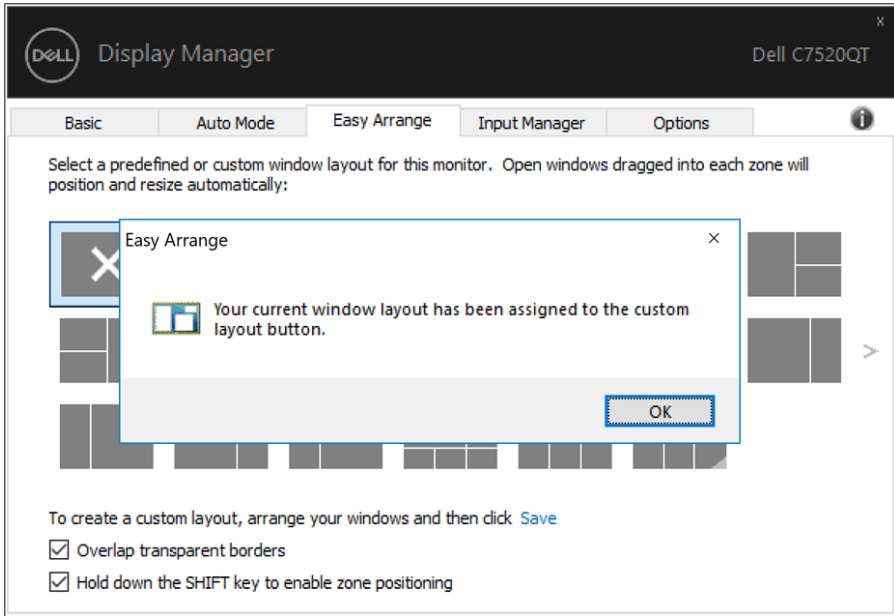 x
DELL
Display Manager
Dell C7520QT
Basic
Auto Mode
Easy Arrange
Input Manager
Options
i
Select a predefined or custom window layout for this monitor. Open windows dragged into each zone will
position and resize automatically:
Easy Arrange
Your current window layout has been assigned to the custom
layout button.
OK
To create a custom layout, arrange your windows and then click Save
Overlap transparent borders
Hold down the SHIFT key to enable zone positioning